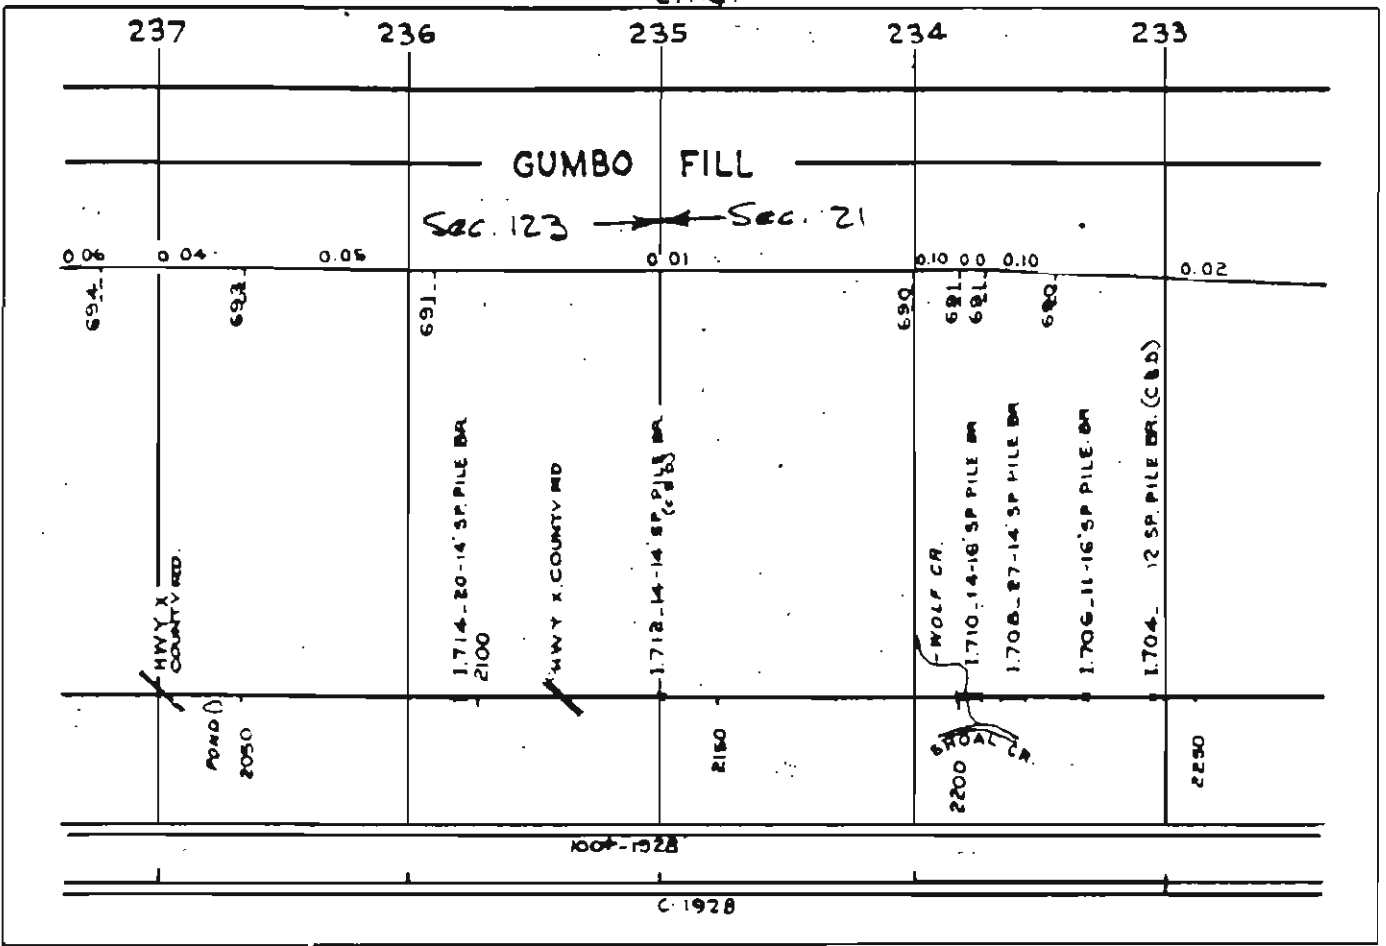 237 236 235 234 233
GUMBO FILL
Sec. 123 Sec. 21
0.06 0.04 0.05 0.01 0.10 0.0 0.10 0.02
694 693 691 690 691 691 690
HWY X
COUNTY RD.
1.714-20-14' SP. PILE BR
2100
HWY X COUNTY RD
1.712-14-14 SP. PILE BR
(CBD)
WOLF CR.
1.710-14-16' SP PILE BR
1.708-27-14' SP PILE BR
1.706-11-16' SP PILE BR
1.704- 12 SP. PILE BR. (CBD)
POND ()
2050
2150
SHOAL CR.
2200
2250
100#-1928
C-1928